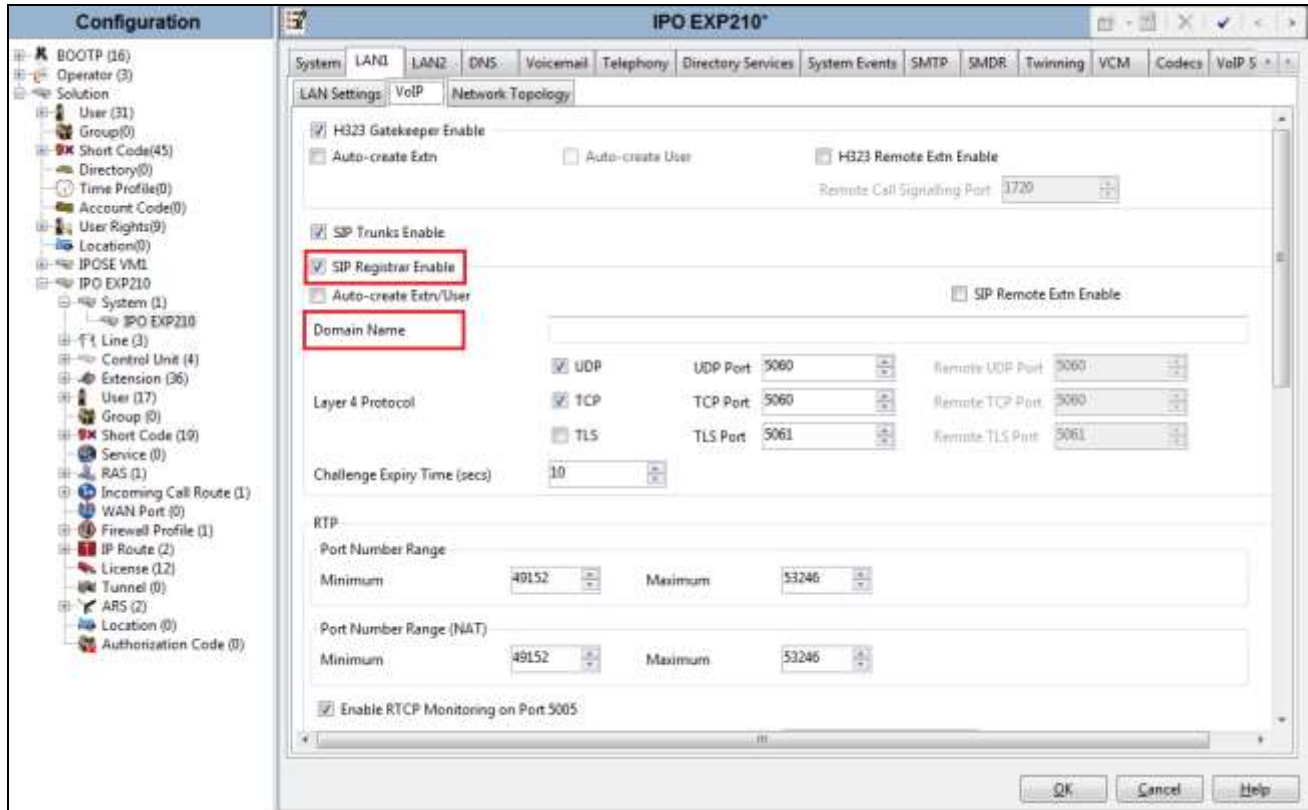 Configuration
BOOTP (16)
Operator (3)
Solution
User (31)
Group(0)
Short Code(45)
Directory(0)
Time Profile(0)
Account Code(0)
User Rights(9)
Location(0)
IPOSE VM1
IPO EXP210
System (1)
IPO EXP210
Line (3)
Control Unit (4)
Extension (36)
User (17)
Group (0)
Short Code (19)
Service (0)
RAS (1)
Incoming Call Route (1)
WAN Port (0)
Firewall Profile (1)
IP Route (2)
License (12)
Tunnel (0)
ARS (2)
Location (0)
Authorization Code (0)
IPO EXP210*
System LAN1 LAN2 DNS Voicemail Telephony Directory Services System Events SMTP SMDR Twinning VCM Codecs VoIP S
LAN Settings VoIP Network Topology
H323 Gatekeeper Enable
Auto-create Extn Auto-create User H323 Remote Extn Enable
Remote Call Signalling Port 1720
SIP Trunks Enable
SIP Registrar Enable
Auto-create Extn/User SIP Remote Extn Enable
Domain Name
UDP UDP Port 5060 Remote UDP Port 5060
Layer 4 Protocol TCP TCP Port 5060 Remote TCP Port 5060
TLS TLS Port 5061 Remote TLS Port 5061
Challenge Expiry Time (secs) 10
RTP
Port Number Range
Minimum 49152 Maximum 53246
Port Number Range (NAT)
Minimum 49152 Maximum 53246
Enable RTCP Monitoring on Port 5005
OK Cancel Help